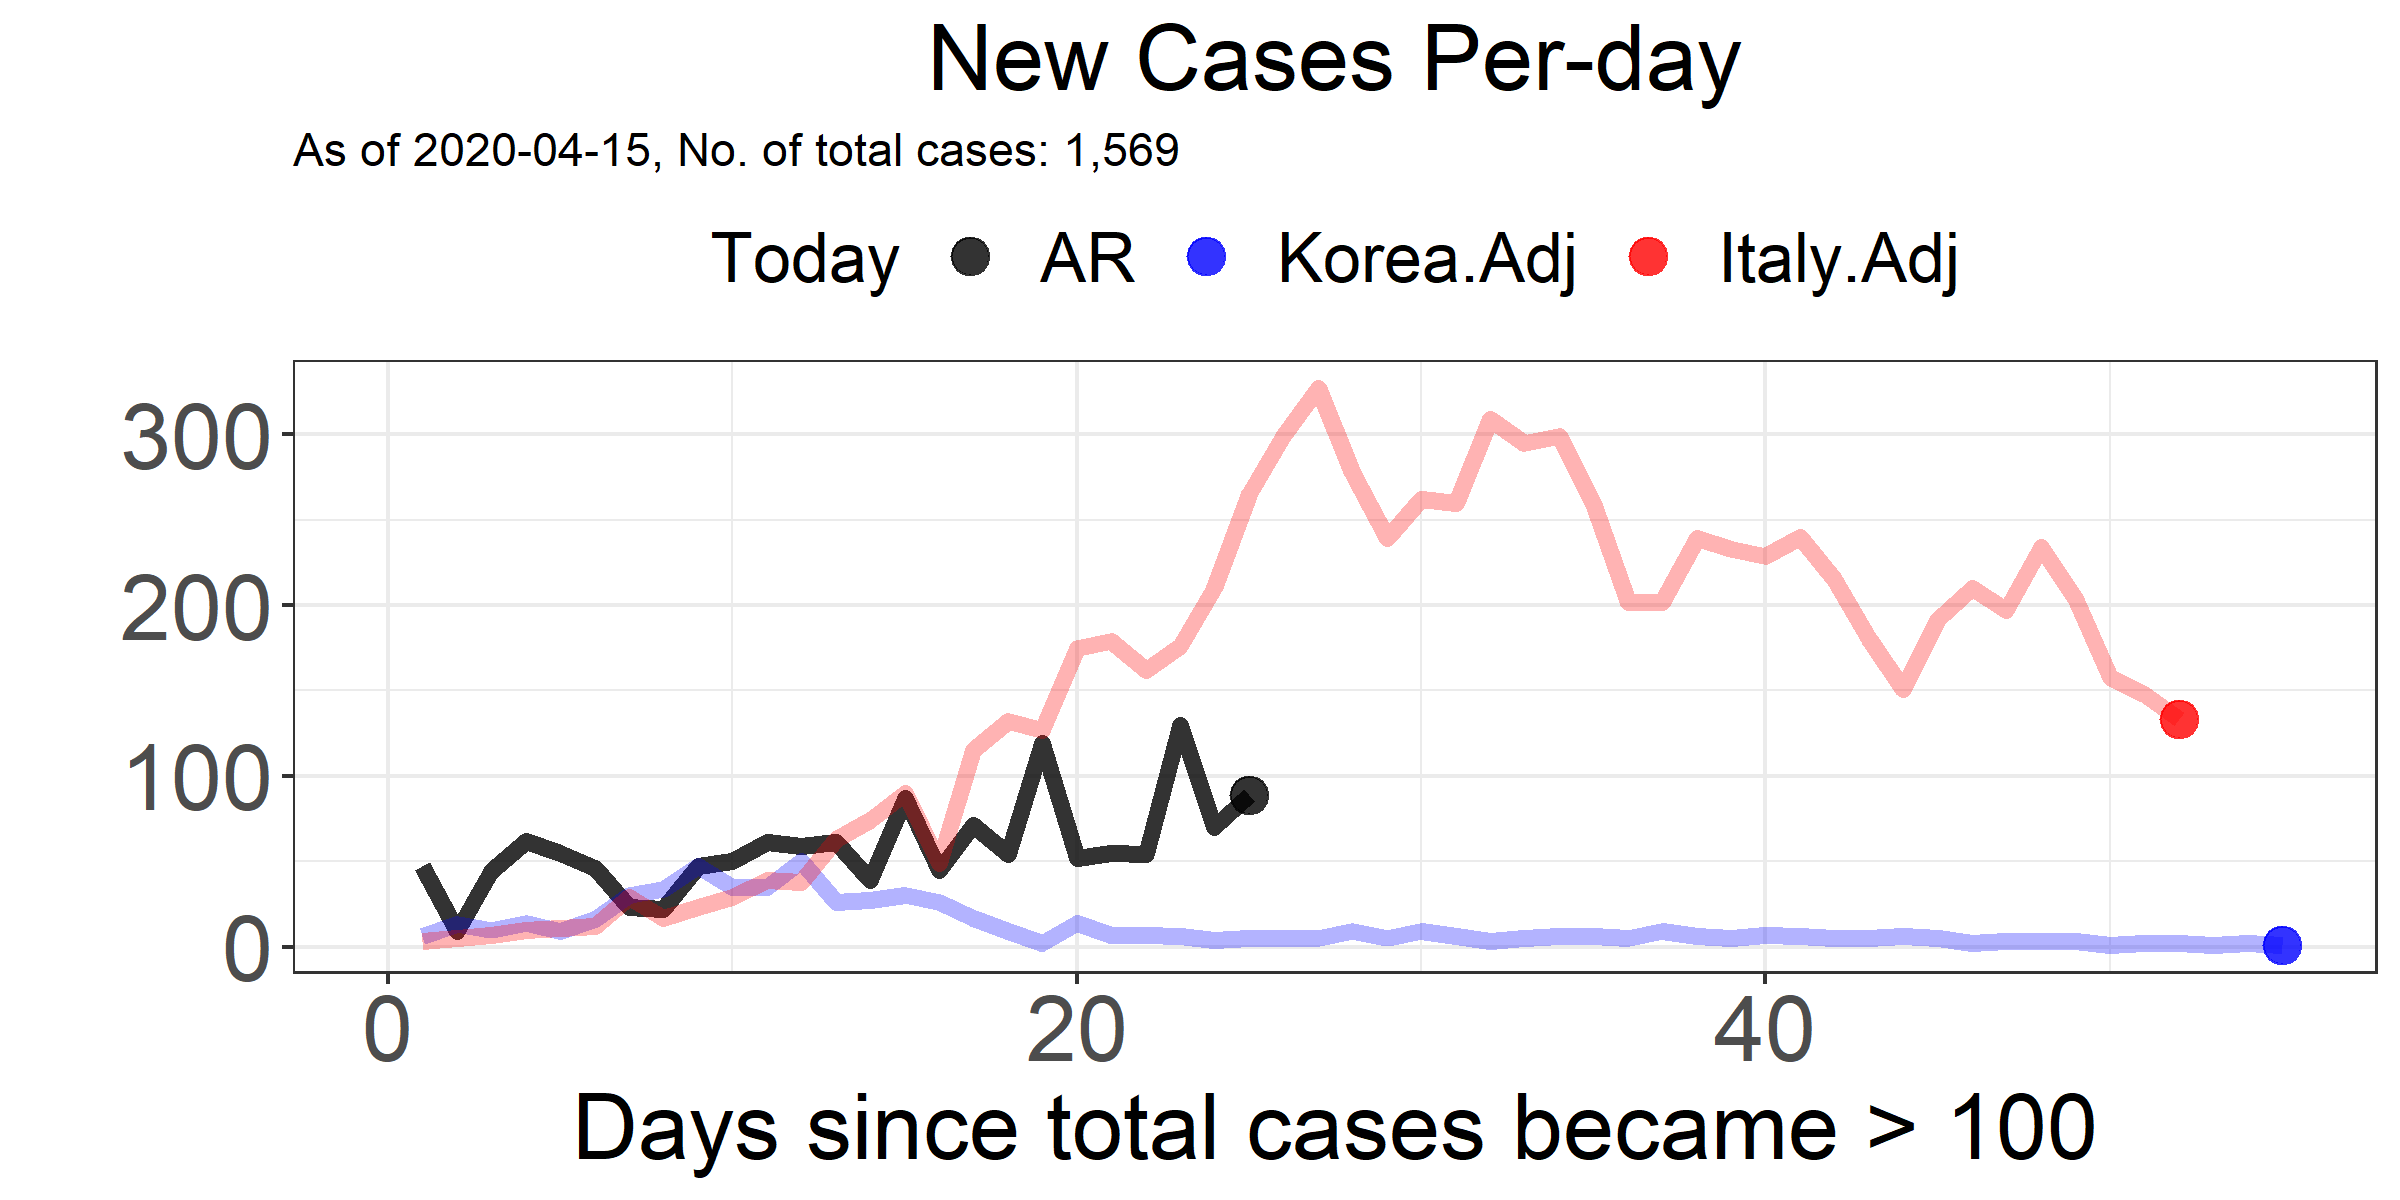 New Cases Per-day
As of 2020-04-15, No. of total cases: 1,569
Today AR Korea.Adj Italy.Adj
300
200
100
0
0 20 40
Days since total cases became > 100